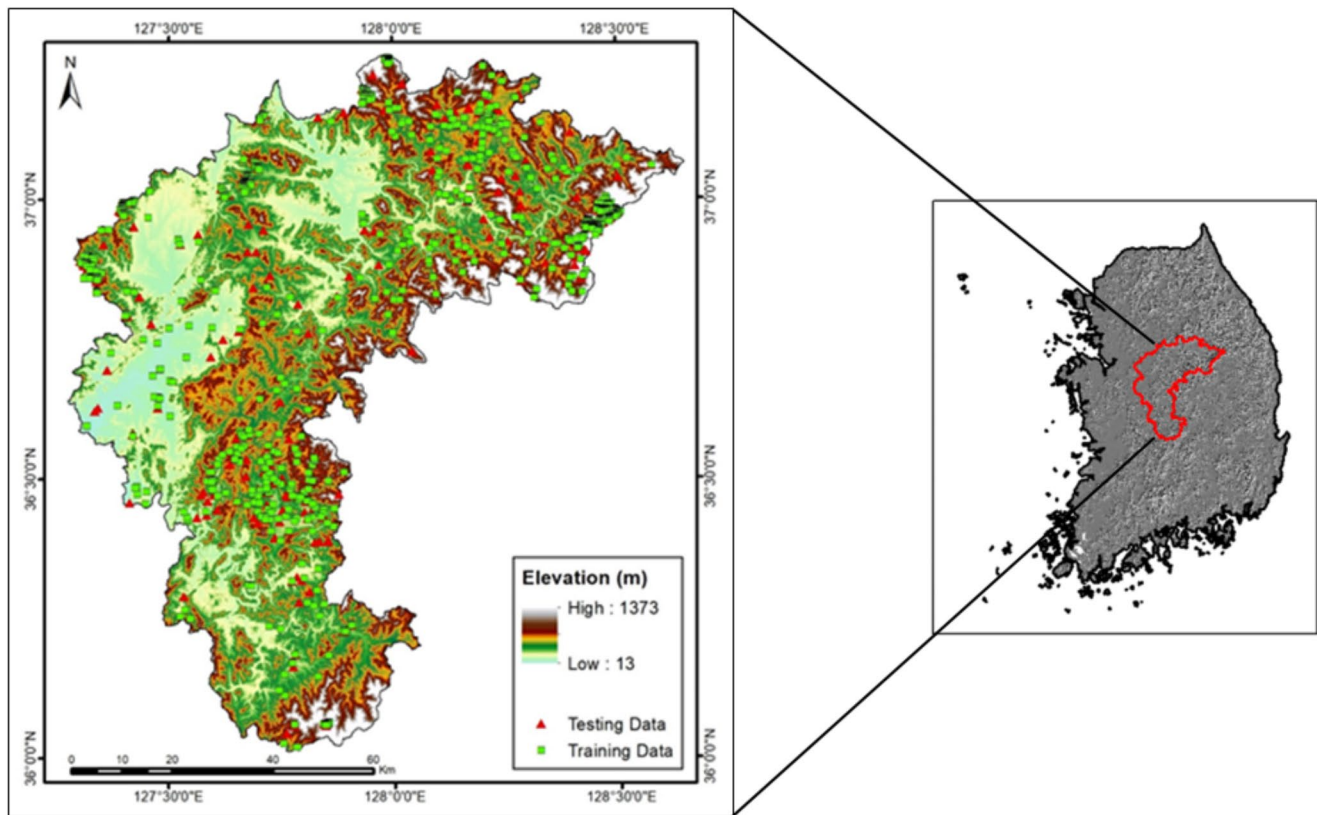 127°30'0"E 128°0'0"E 128°30'0"E
N
37°0'0"N 37°0'0"N
36°30'0"N 36°30'0"N
36°0'0"N 36°0'0"N
Elevation (m)
High : 1373
Low : 13
Testing Data
Training Data
0 10 20 40 60
Km
127°30'0"E 128°0'0"E 128°30'0"E